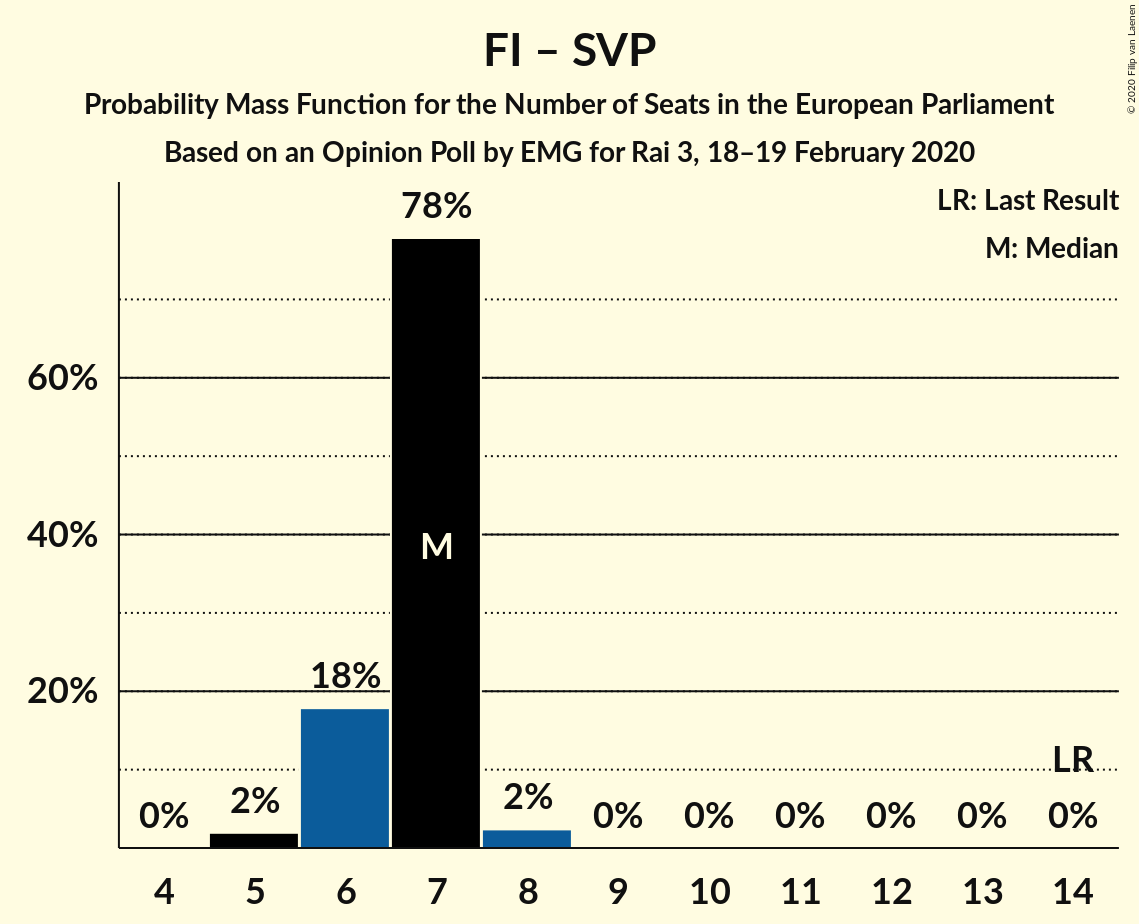 FI – SVP
Probability Mass Function for the Number of Seats in the European Parliament
Based on an Opinion Poll by EMG for Rai 3, 18–19 February 2020
© 2020 Filip van Laenen
LR: Last Result
M: Median
60%
40%
20%
0%
2%
18%
78%
M
2%
0%
0%
0%
0%
0%
LR
0%
4 5 6 7 8 9 10 11 12 13 14